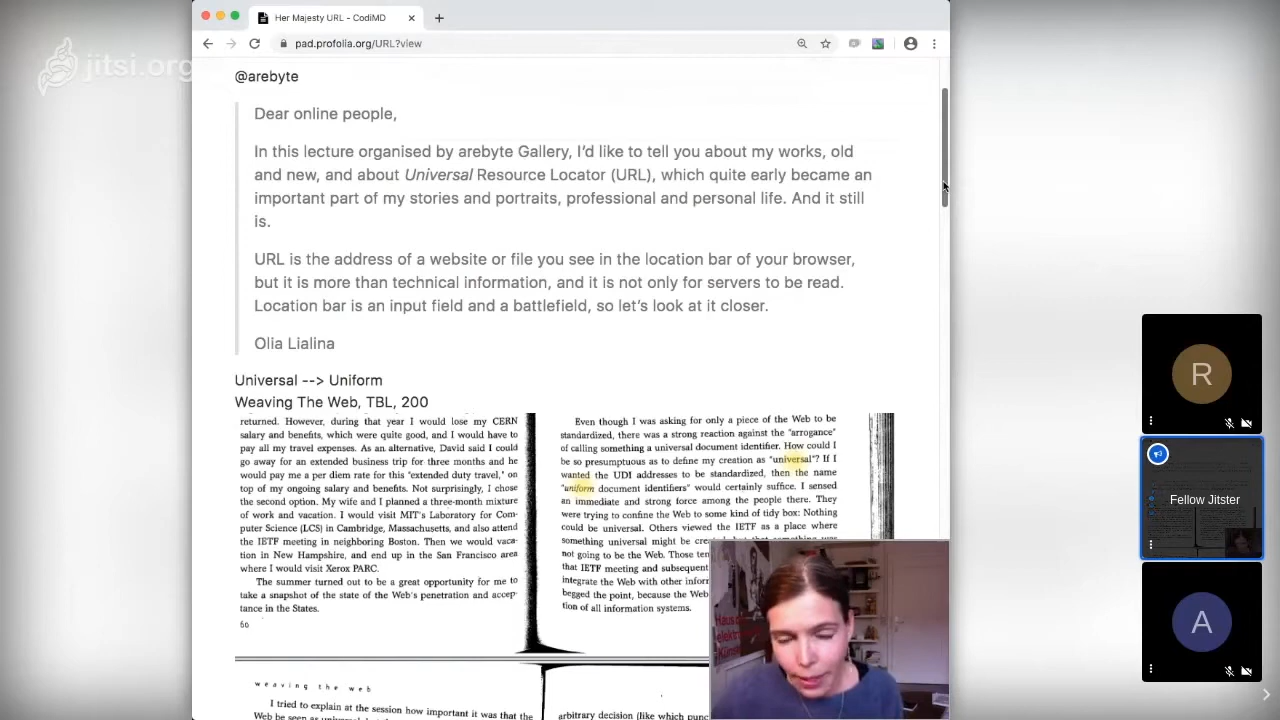 Her Majesty URL - CodiMD
pad.profolia.org/URL?view
jitsi.org
@arebyte
Dear online people,
In this lecture organised by arebyte Gallery, I'd like to tell you about my works, old
and new, and about Universal Resource Locator (URL), which quite early became an
important part of my stories and portraits, professional and personal life. And it still
is.
URL is the address of a website or file you see in the location bar of your browser,
but it is more than technical information, and it is not only for servers to be read.
Location bar is an input field and a battlefield, so let's look at it closer.
Olia Lialina
Universal --> Uniform
Weaving The Web, TBL, 200
returned. However, during that year I would lose my CERN
salary and benefits, which were quite good, and I would have to
pay all my travel expenses. As an alternative, David said I could
go away for an extended business trip for three months and he
would pay me a per diem rate for this "extended duty travel," on
top of my ongoing salary and benefits. Not surprisingly, I chose
the second option. My wife and I planned a three-month mixture
of work and vacation. I would visit MIT's Laboratory for Com-
puter Science (LCS) in Cambridge, Massachusetts, and also attend
the IETF meeting in neighboring Boston. Then we would vaca-
tion in New Hampshire, and end up in the San Francisco area
where I would visit Xerox PARC.
The summer turned out to be a great opportunity for me to
take a snapshot of the state of the Web's penetration and accep-
tance in the States.
66
Even though I was asking for only a piece of the Web to be
standardized, there was a strong reaction against the "arrogance"
of calling something a universal document identifier. How could I
be so presumptuous as to define my creation as "universal"? If I
wanted the UDI addresses to be standardized, then the name
"uniform document identifiers" would certainly suffice. I sensed
an immediate and strong force among the people there. They
were trying to confine the Web to some kind of tidy box: Nothing
could be universal. Others viewed the IETF as a place where
something universal might be
not going to be the Web. Those
that IETF meeting and subsequent
integrate the Web with other
begged the point, because the Web
tion of all information systems.
weaving the web
I tried to explain at the session how important it was that the
Web be seen as
arbitrary decision (like which
Haus
elekt
Künst
R
Fellow Jitster
A